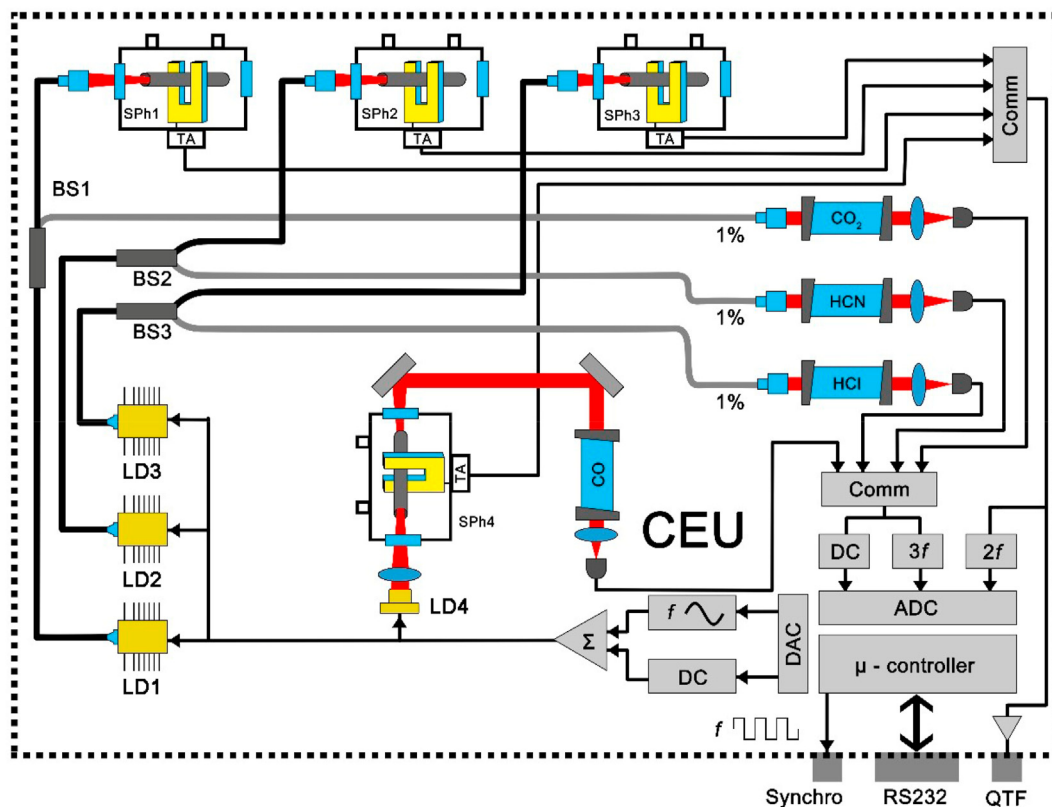 SPh1
TA
SPh2
TA
SPh3
TA
Comm
BS1
BS2
BS3
1%
CO₂
1%
HCN
1%
HCl
LD3
LD2
LD1
TA
SPh4
LD4
CO
CEU
Comm
DC
3f
2f
ADC
μ - controller
Σ
f
DC
DAC
f
Synchro
RS232
QTF